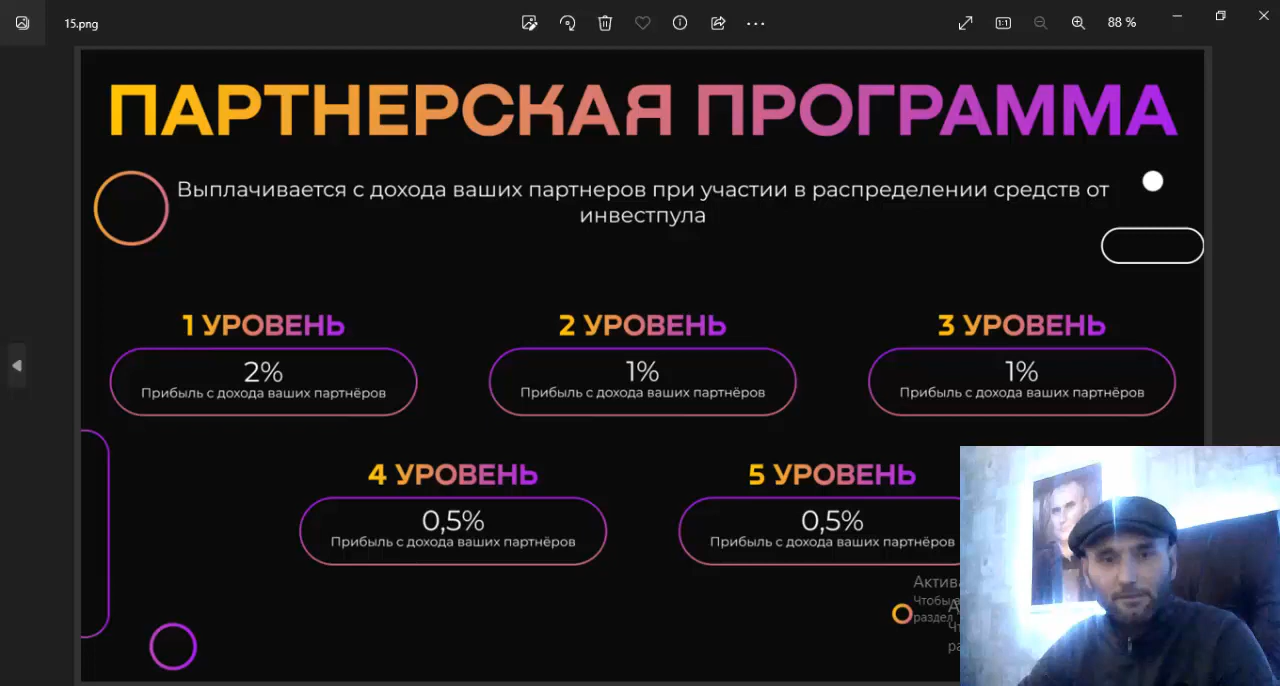 15.png
88 %
ПАРТНЕРСКАЯ ПРОГРАММА
Выплачивается с дохода ваших партнеров при участии в распределении средств от
инвестпула
1 УРОВЕНЬ
2%
Прибыль с дохода ваших партнёров
2 УРОВЕНЬ
1%
Прибыль с дохода ваших партнёров
3 УРОВЕНЬ
1%
Прибыль с дохода ваших партнёров
4 УРОВЕНЬ
0,5%
Прибыль с дохода ваших партнёров
5 УРОВЕНЬ
0,5%
Прибыль с дохода ваших партнёров
раздел